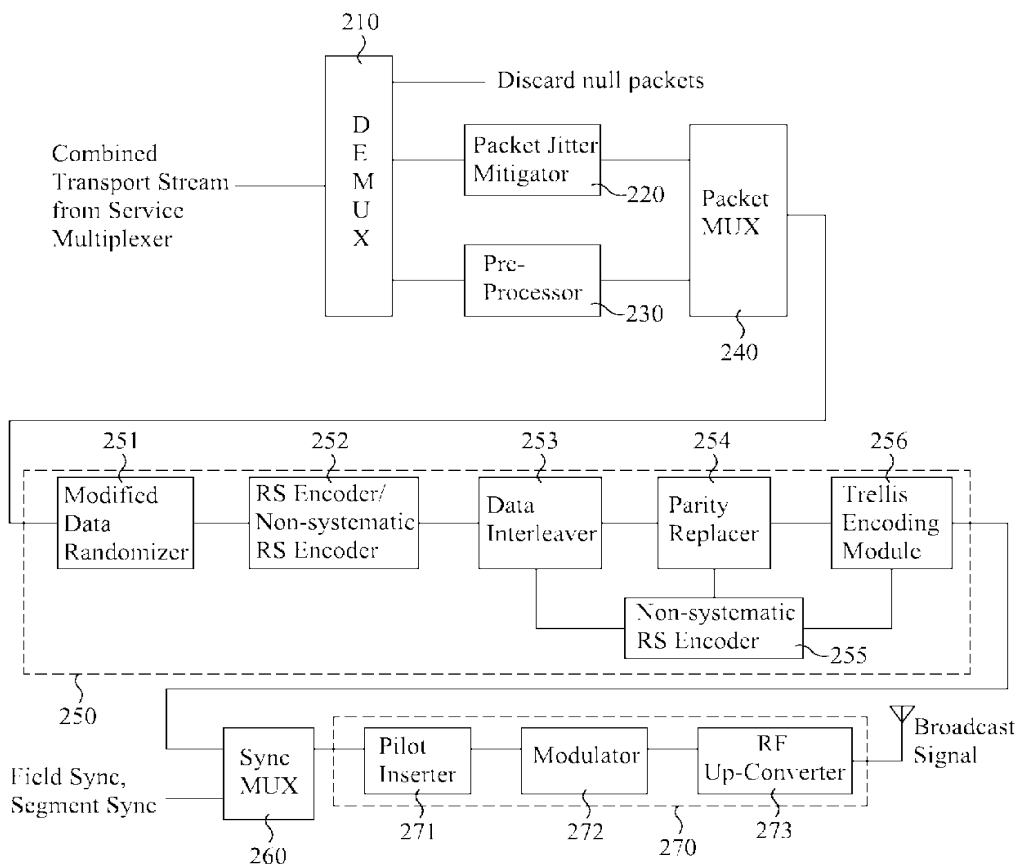 210
Discard null packets
D
E
M
U
X
Combined
Transport Stream
from Service
Multiplexer
Packet Jitter
Mitigator
220
Pre-
Processor
230
Packet
MUX
240
251
252
253
254
256
Modified
Data
Randomizer
RS Encoder/
Non-systematic
RS Encoder
Data
Interleaver
Parity
Replacer
Trellis
Encoding
Module
Non-systematic
RS Encoder
255
250
Field Sync,
Segment Sync
Sync
MUX
260
Pilot
Inserter
271
Modulator
272
RF
Up-Converter
273
270
Broadcast
Signal